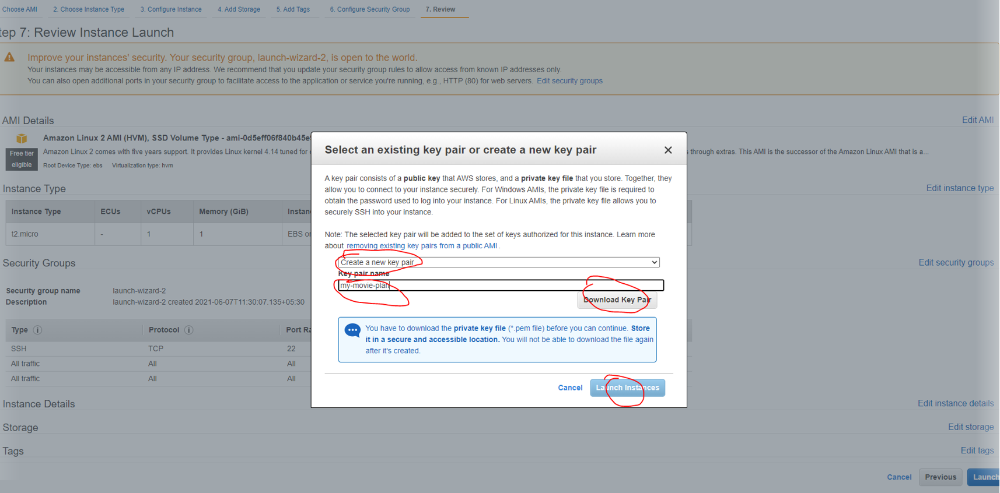 Choose AMI 2. Choose Instance Type 3. Configure Instance 4. Add Storage 5. Add Tags 6. Configure Security Group 7. Review
tep 7: Review Instance Launch
Improve your instances' security. Your security group, launch-wizard-2, is open to the world.
Your instances may be accessible from any IP address. We recommend that you update your security group rules to allow access from known IP addresses only.
You can also open additional ports in your security group to facilitate access to the application or service you're running, e.g., HTTP (80) for web servers. Edit security groups
AMI Details Edit AMI
Amazon Linux 2 AMI (HVM), SSD Volume Type - ami-0d5eff06f840b45e
Free tier eligible
Amazon Linux 2 comes with five years support. It provides Linux kernel 4.14 tuned for
s through extras. This AMI is the successor of the Amazon Linux AMI that is a...
Root Device Type: ebs Virtualization type: hvm
Instance Type Edit instance type
Instance Type ECUs vCPUs Memory (GiB) Instan
t2.micro - 1 1 EBS on
Security Groups Edit security groups
Security group name launch-wizard-2
Description launch-wizard-2 created 2021-06-07T11:30:07.135+05:30
Type i Protocol i Port Ra
SSH TCP 22
All traffic All All
All traffic All All
Instance Details Edit instance details
Storage Edit storage
Tags Edit tags
Cancel Previous Launch
Select an existing key pair or create a new key pair
A key pair consists of a public key that AWS stores, and a private key file that you store. Together, they
allow you to connect to your instance securely. For Windows AMIs, the private key file is required to
obtain the password used to log into your instance. For Linux AMIs, the private key file allows you to
securely SSH into your instance.
Note: The selected key pair will be added to the set of keys authorized for this instance. Learn more
about removing existing key pairs from a public AMI.
Create a new key pair
Key pair name
my-movie-plan
Download Key Pair
You have to download the private key file (*.pem file) before you can continue. Store
it in a secure and accessible location. You will not be able to download the file again
after it's created.
Cancel Launch Instances